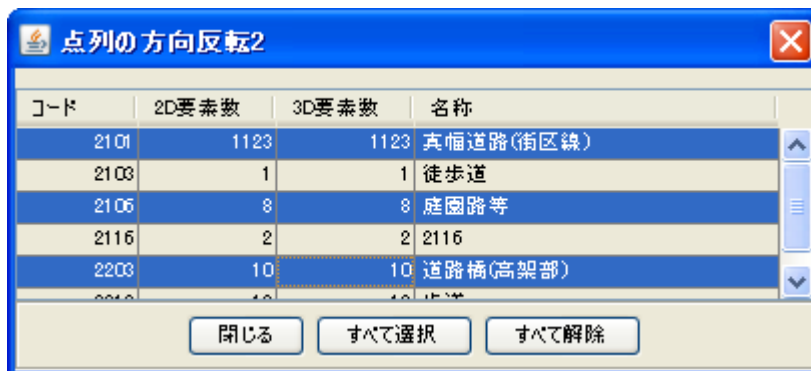 点列の方向反転2
コード 2D要素数 3D要素数 名称
2101 1123 1123 真幅道路(街区線)
2103 1 1 徒歩道
2106 8 8 庭園路等
2116 2 2 2116
2203 10 10 道路橋(高架部)
閉じる すべて選択 すべて解除